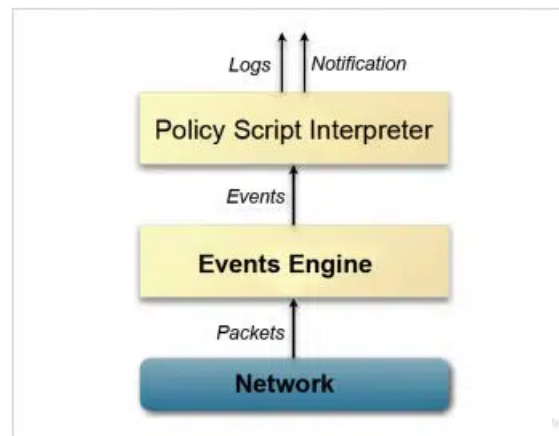 Logs
Notification
Policy Script Interpreter
Events
Events Engine
Packets
Network